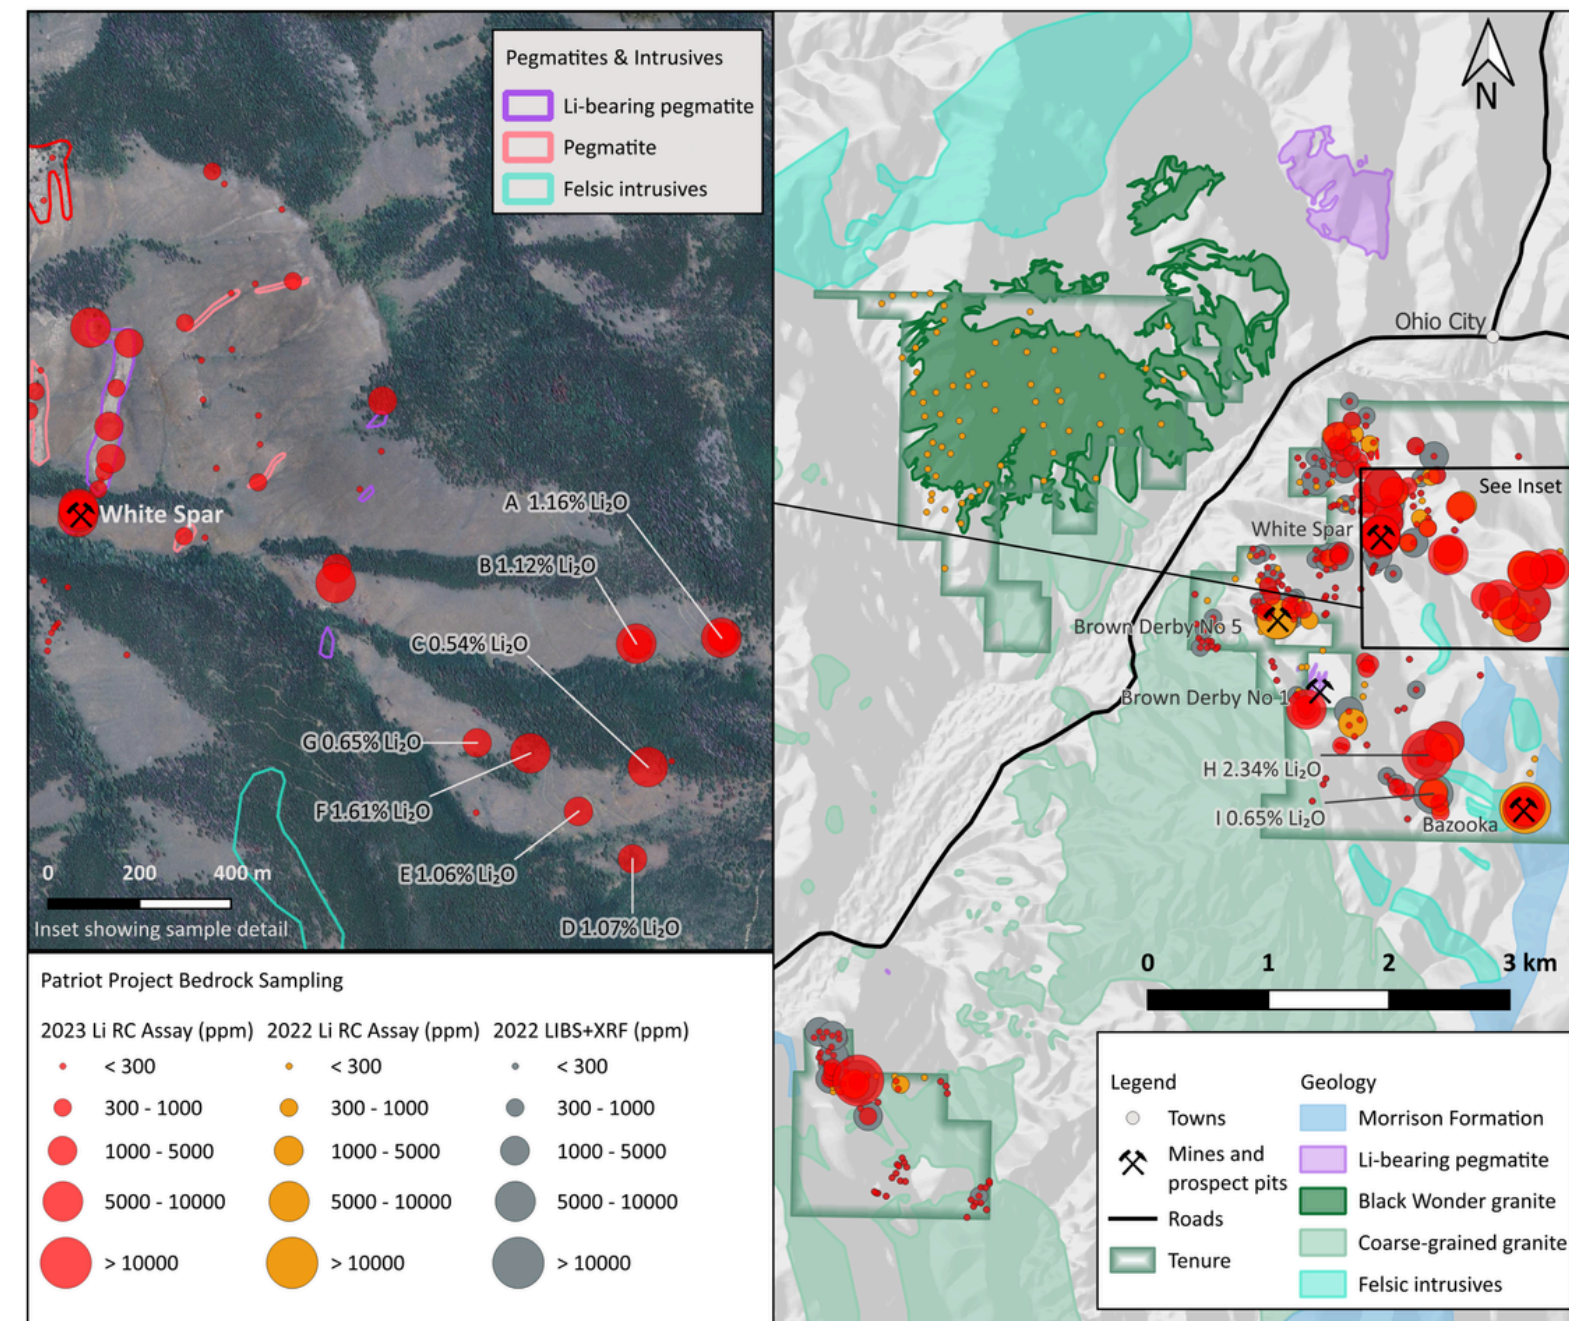 Pegmatites & Intrusives
Li-bearing pegmatite
Pegmatite
Felsic intrusives
White Spar
A 1.16% Li₂O
B 1.12% Li₂O
C 0.54% Li₂O
G 0.65% Li₂O
F 1.61% Li₂O
E 1.06% Li₂O
D 1.07% Li₂O
0 200 400 m
Inset showing sample detail
N
Ohio City
See Inset
White Spar
Brown Derby No 5
Brown Derby No 1
H 2.34% Li₂O
I 0.65% Li₂O
Bazooka
0 1 2 3 km
Patriot Project Bedrock Sampling
2023 Li RC Assay (ppm) 2022 Li RC Assay (ppm) 2022 LIBS+XRF (ppm)
< 300 < 300 < 300
300 - 1000 300 - 1000 300 - 1000
1000 - 5000 1000 - 5000 1000 - 5000
5000 - 10000 5000 - 10000 5000 - 10000
> 10000 > 10000 > 10000
Legend
Towns
Mines and
prospect pits
Roads
Tenure
Geology
Morrison Formation
Li-bearing pegmatite
Black Wonder granite
Coarse-grained granite
Felsic intrusives